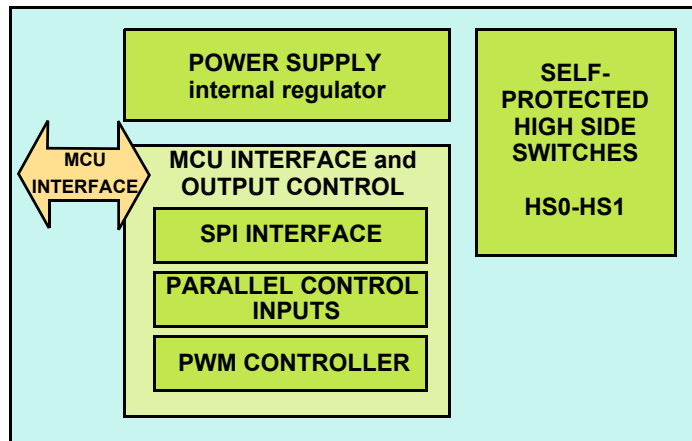 POWER SUPPLY
internal regulator
SELF-
PROTECTED
HIGH SIDE
SWITCHES
HS0-HS1
MCU
INTERFACE
MCU INTERFACE and
OUTPUT CONTROL
SPI INTERFACE
PARALLEL CONTROL
INPUTS
PWM CONTROLLER